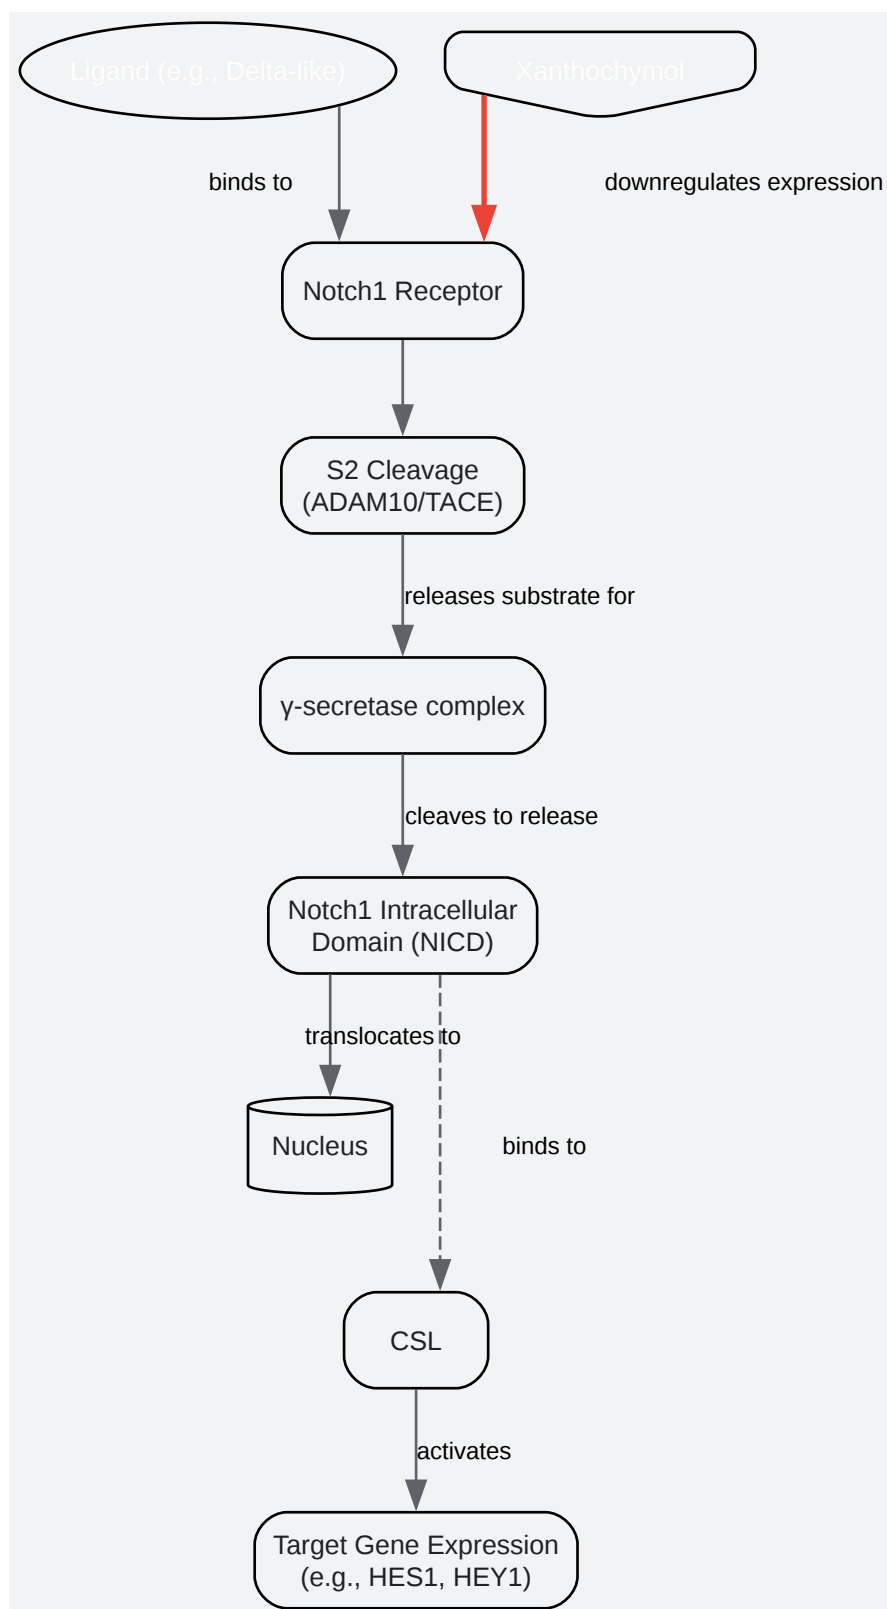 Ligand (e.g., Delta-like)
Xanthochymol
binds to
downregulates expression
Notch1 Receptor
S2 Cleavage
(ADAM10/TACE)
releases substrate for
γ-secretase complex
cleaves to release
Notch1 Intracellular
Domain (NICD)
translocates to
Nucleus
binds to
CSL
activates
Target Gene Expression
(e.g., HES1, HEY1)